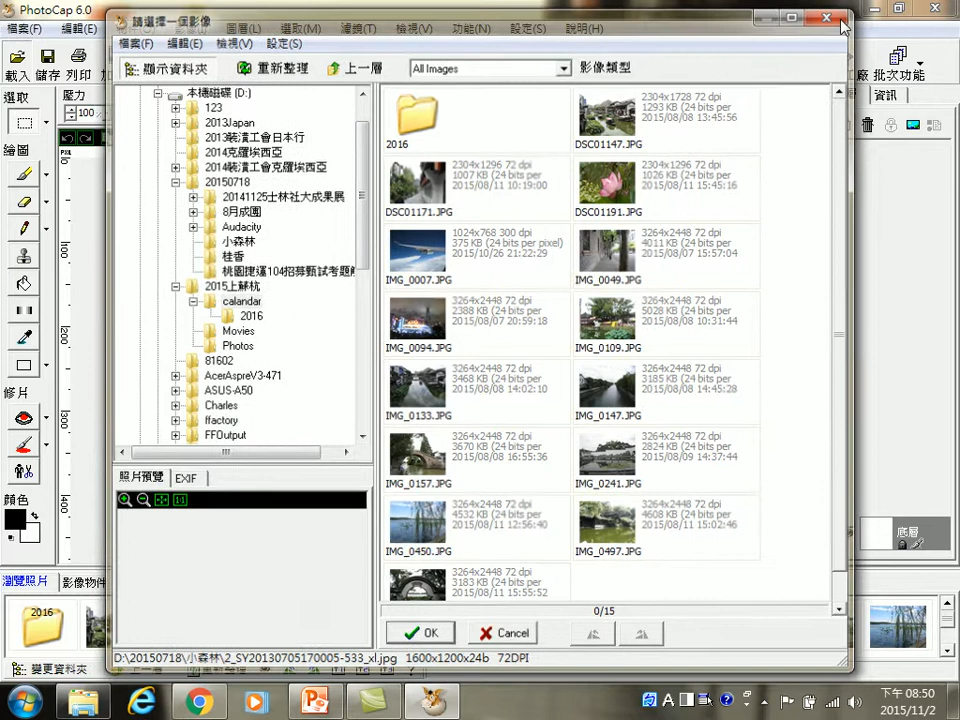 PhotoCap 6.0
請選擇一個影像
檔案(F) 編輯(E) 圖層(L) 選取(M) 濾鏡(T) 檢視(V) 功能(N) 設定(S) 說明(H)
檔案(F) 編輯(E) 檢視(V) 設定(S)
載入 儲存 列印
顯示資料夾 重新整理 上一層 All Images 影像類型
批次功能
選取
壓力
100
資訊
繪圖
修片
顏色
本機磁碟 (D:)
123
2013Japan
2013裝潢工會日本行
2014克羅埃西亞
2014裝潢工會克羅埃西亞
20150718
20141125士林社大成果展
8月成團
Audacity
小森林
桂香
桃園捷運104招募甄試考題
2015上蘇杭
calandar
2016
Movies
Photos
81602
AcerAspreV3-471
ASUS-A50
Charles
ffactory
FFOutput
2016
2304x1728 72 dpi
1293 KB (24 bits per
2015/08/08 13:45:56
DSC01147.JPG
2304x1296 72 dpi
1007 KB (24 bits per
2015/08/11 10:19:00
DSC01171.JPG
2304x1296 72 dpi
1026 KB (24 bits per
2015/08/11 15:45:16
DSC01191.JPG
1024x768 300 dpi
375 KB (24 bits per pixel)
2015/10/26 21:22:29
IMG_0007.JPG
3264x2448 72 dpi
4011 KB (24 bits per
2015/08/07 15:57:04
IMG_0049.JPG
3264x2448 72 dpi
2388 KB (24 bits per
2015/08/07 20:59:18
IMG_0094.JPG
3264x2448 72 dpi
5028 KB (24 bits per
2015/08/08 10:31:44
IMG_0109.JPG
3264x2448 72 dpi
3468 KB (24 bits per
2015/08/08 14:02:10
IMG_0133.JPG
3264x2448 72 dpi
3185 KB (24 bits per
2015/08/08 14:45:28
IMG_0147.JPG
3264x2448 72 dpi
3670 KB (24 bits per
2015/08/08 16:55:36
IMG_0157.JPG
3264x2448 72 dpi
2824 KB (24 bits per
2015/08/09 14:37:44
IMG_0241.JPG
3264x2448 72 dpi
4532 KB (24 bits per
2015/08/11 12:56:40
IMG_0450.JPG
3264x2448 72 dpi
4608 KB (24 bits per
2015/08/11 15:02:46
IMG_0497.JPG
3264x2448 72 dpi
3183 KB (24 bits per
2015/08/11 15:55:52
照片預覽 EXIF
0/15
OK Cancel
D:\20150718\小森林\2_SY20130705170005-533_xl.jpg 1600x1200x24b 72DPI
底層
瀏覽照片 影像物件
2016
變更資料夾
下午 08:50
2015/11/2